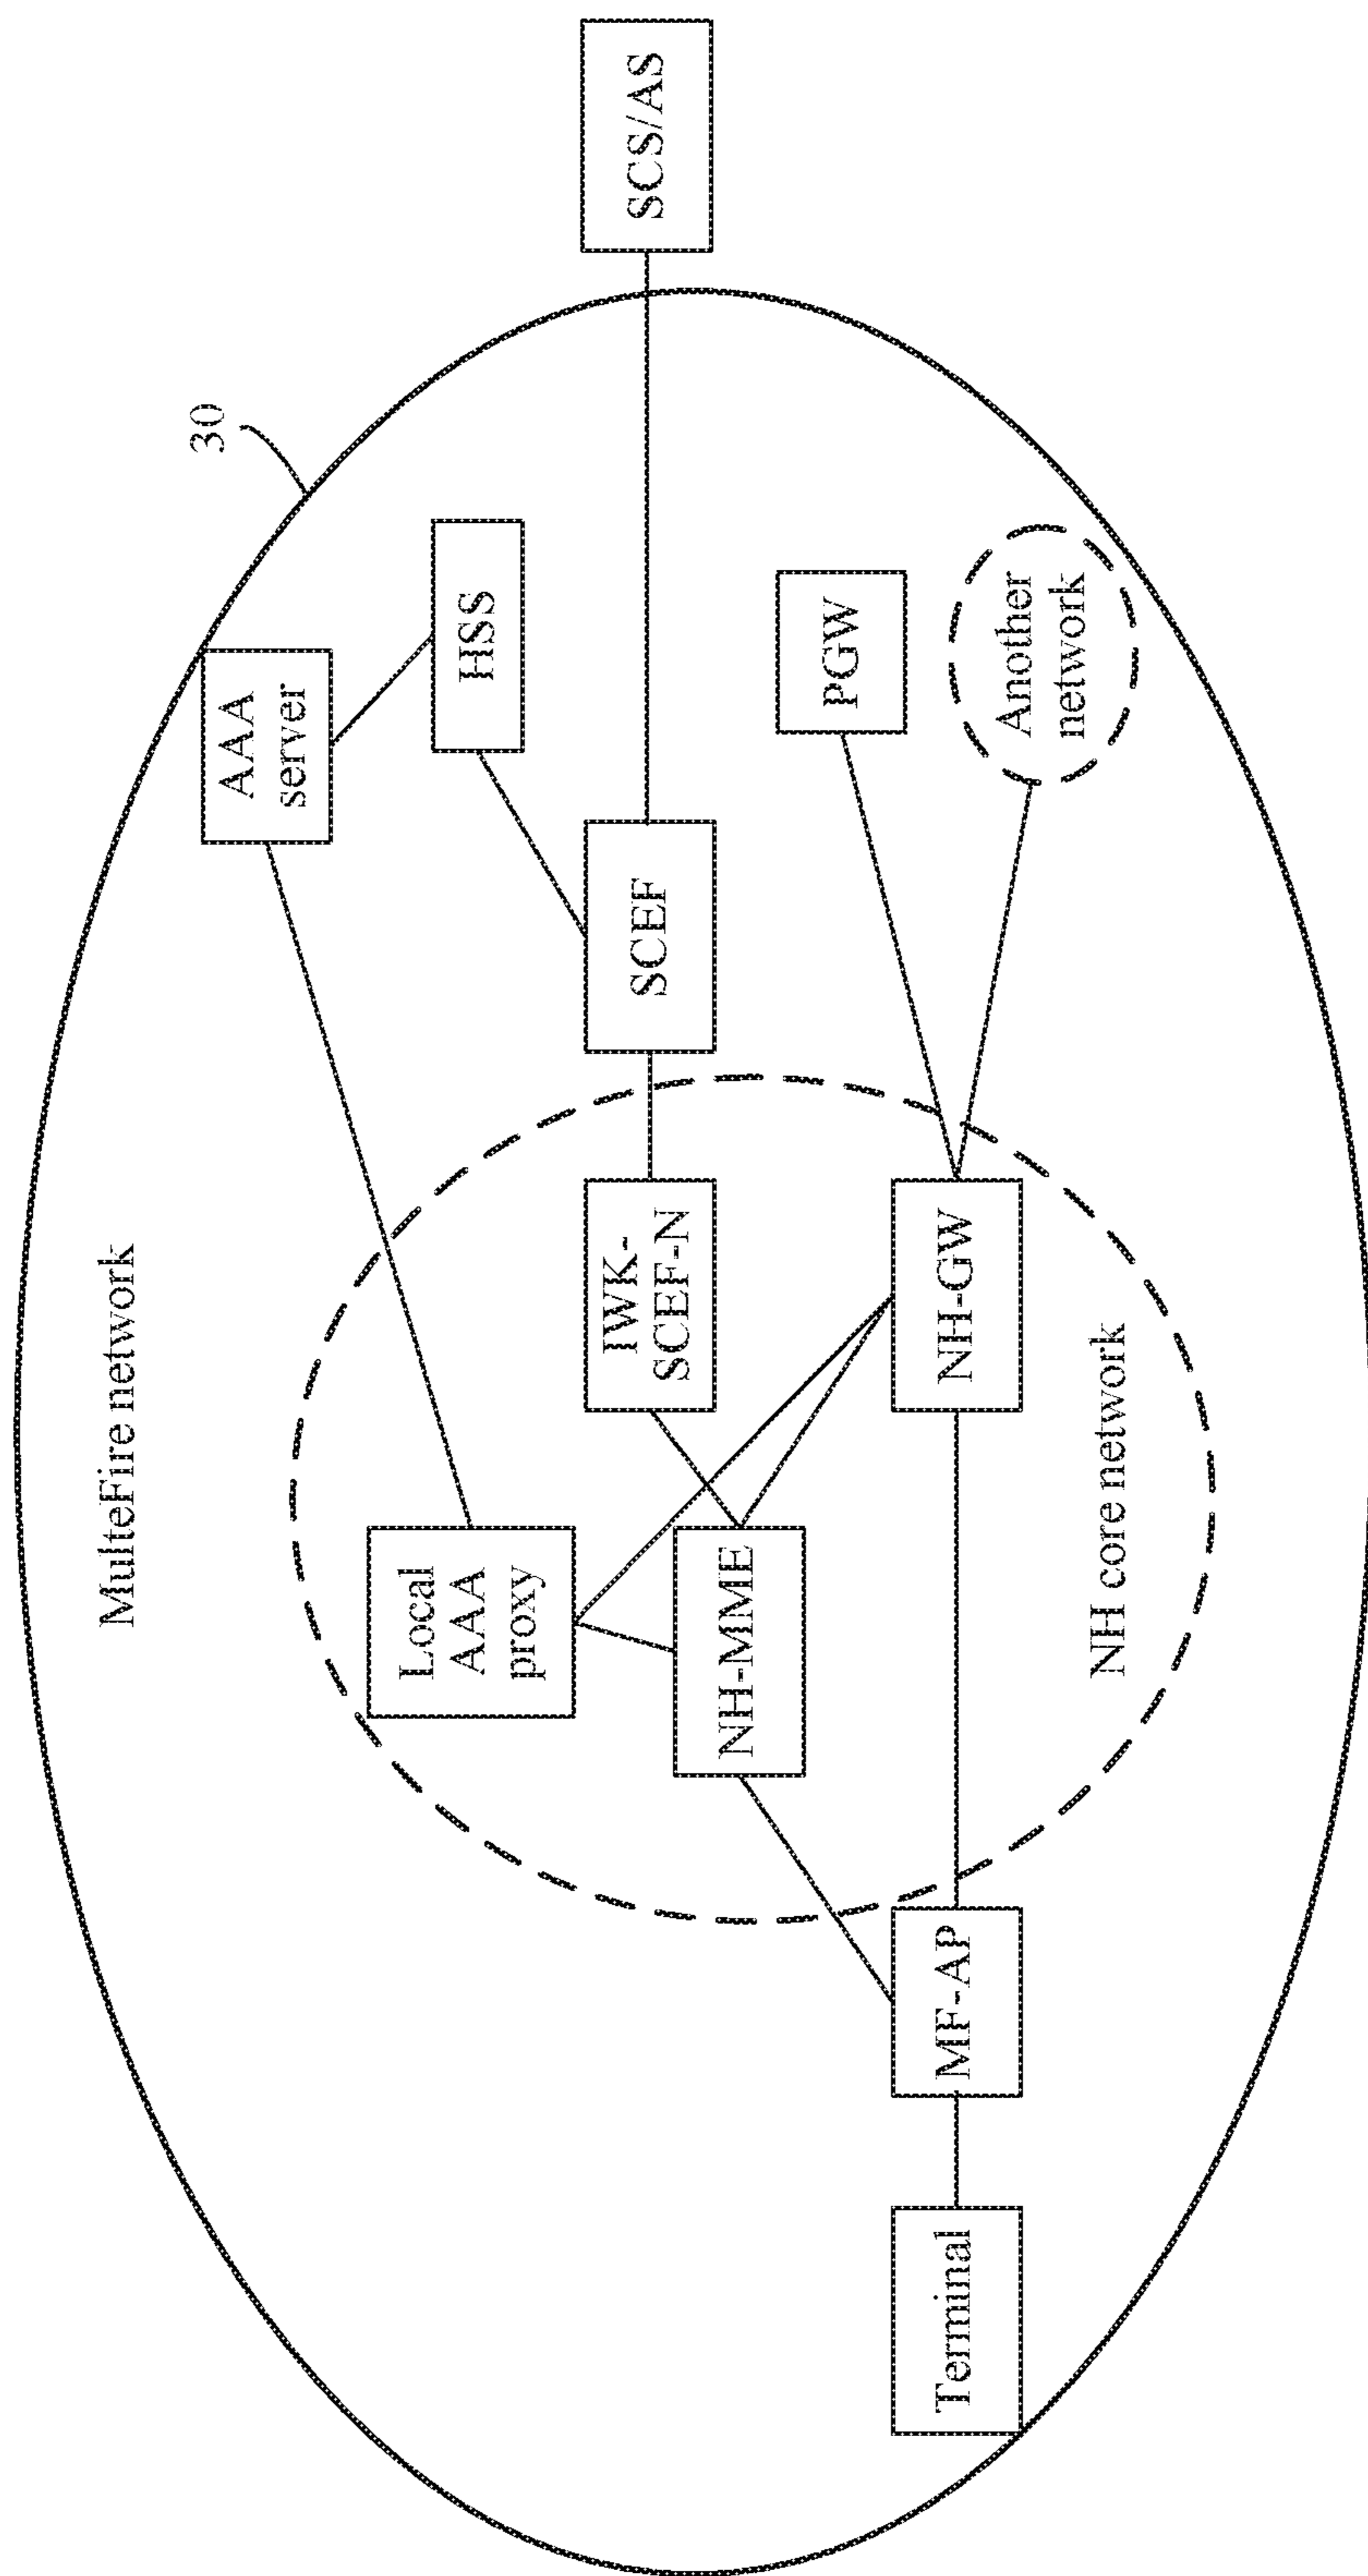 MulteFire network
30
AAA
server
HSS
SCS/AS
Local
AAA
proxy
IWK-
SCEF-N
SCEF
NH-MME
PGW
Terminal
MF-AP
NH-GW
Another
network
NH core network